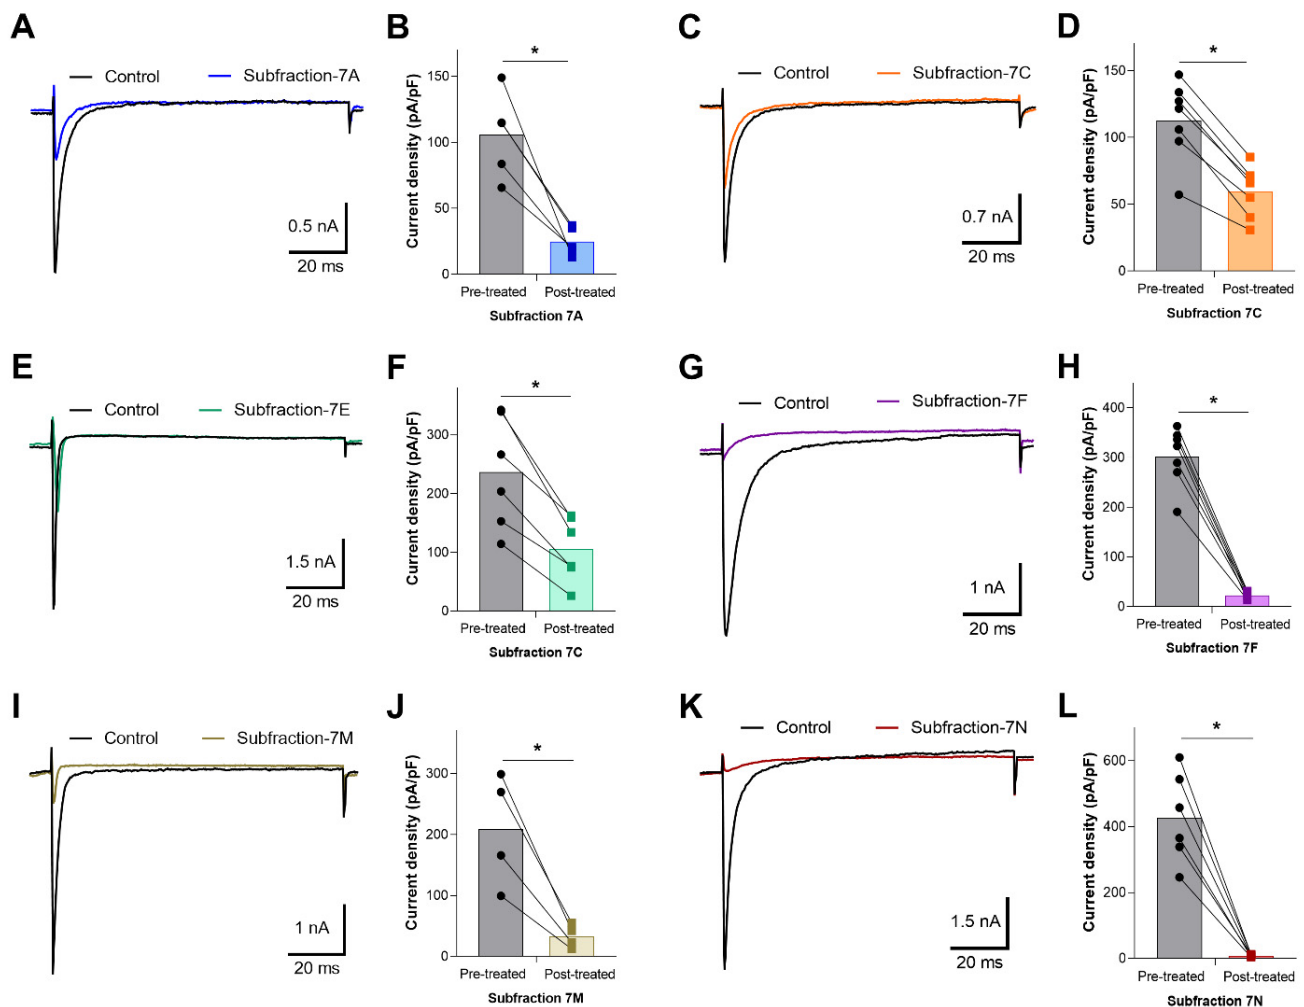 A
Control
Subfraction-7A
0.5 nA
20 ms
B
*
Current density (pA/pF)
150
100
50
0
Pre-treated
Post-treated
Subfraction 7A
C
Control
Subfraction-7C
0.7 nA
20 ms
D
*
Current density (pA/pF)
150
100
50
0
Pre-treated
Post-treated
Subfraction 7C
E
Control
Subfraction-7E
1.5 nA
20 ms
F
*
Current density (pA/pF)
300
200
100
0
Pre-treated
Post-treated
Subfraction 7C
G
Control
Subfraction-7F
1 nA
20 ms
H
*
Current density (pA/pF)
400
300
200
100
0
Pre-treated
Post-treated
Subfraction 7F
I
Control
Subfraction-7M
1 nA
20 ms
J
*
Current density (pA/pF)
300
200
100
0
Pre-treated
Post-treated
Subfraction 7M
K
Control
Subfraction-7N
1.5 nA
20 ms
L
*
Current density (pA/pF)
600
400
200
0
Pre-treated
Post-treated
Subfraction 7N